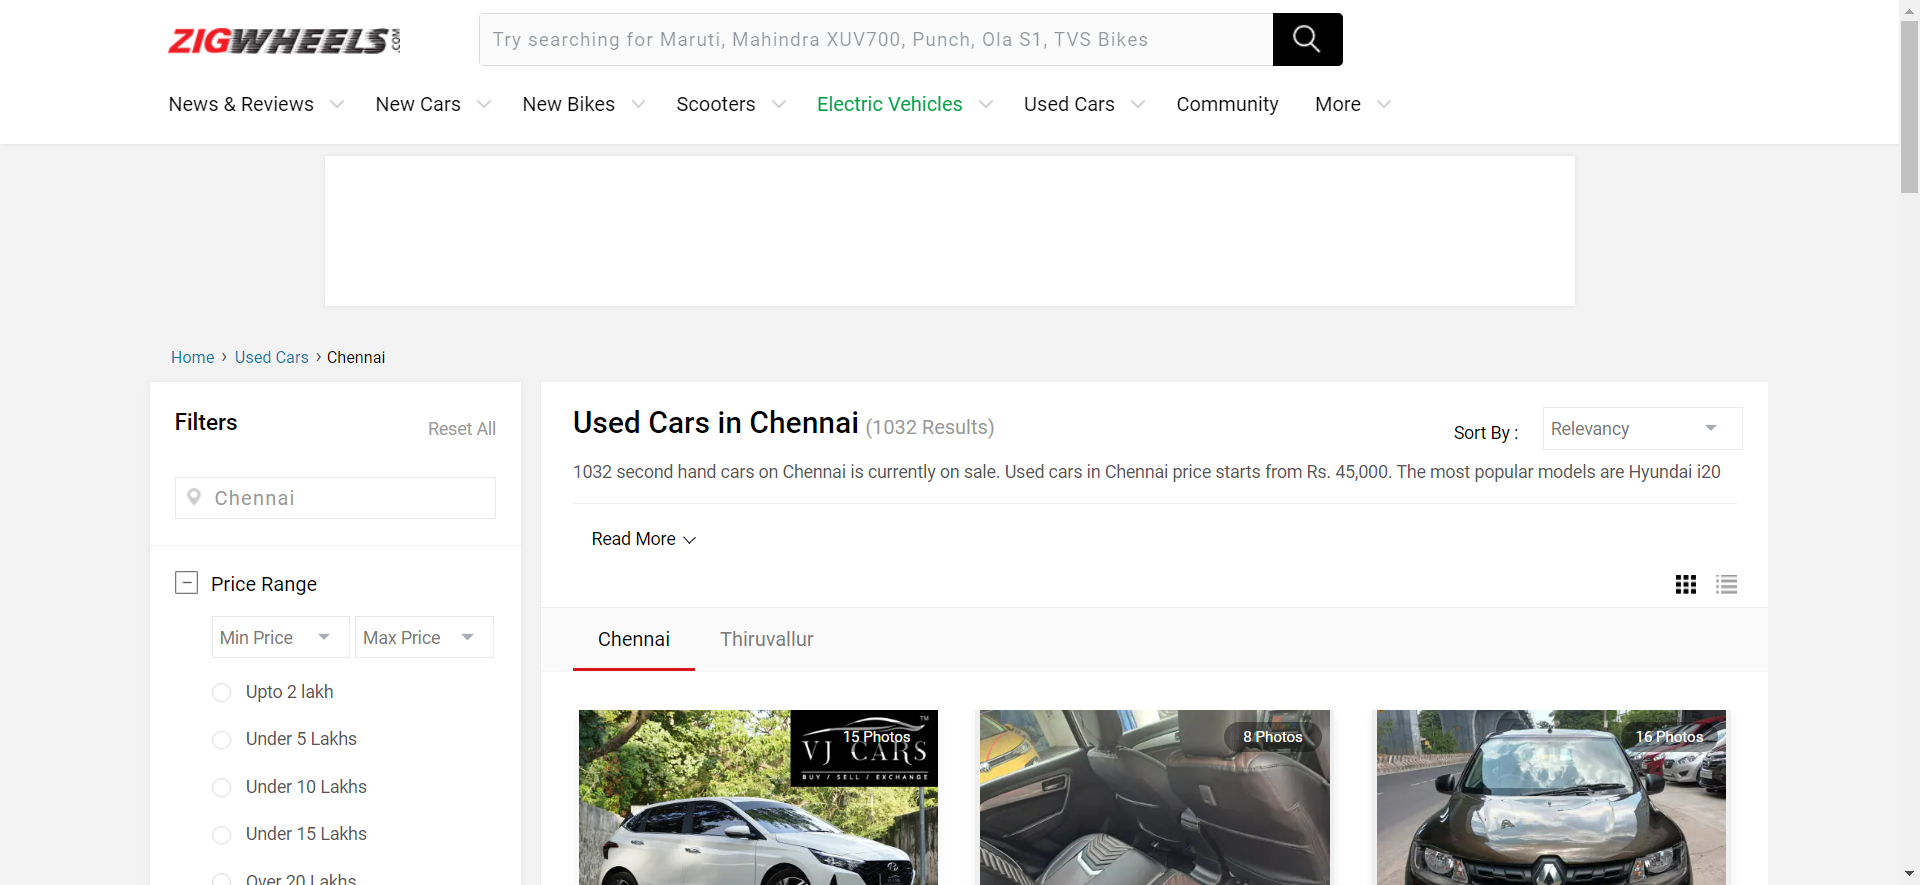 ZIGWHEELS.COM
Try searching for Maruti, Mahindra XUV700, Punch, Ola S1, TVS Bikes
News & Reviews New Cars New Bikes Scooters Electric Vehicles Used Cars Community More
Home › Used Cars › Chennai
Filters
Reset All
Chennai
Price Range
Min Price Max Price
Upto 2 lakh
Under 5 Lakhs
Under 10 Lakhs
Under 15 Lakhs
Over 20 Lakhs
Used Cars in Chennai (1032 Results)
Sort By : Relevancy
1032 second hand cars on Chennai is currently on sale. Used cars in Chennai price starts from Rs. 45,000. The most popular models are Hyundai i20
Read More
Chennai Thiruvallur
15 Photos
VJ CARS TM
BUY / SELL / EXCHANGE
8 Photos
16 Photos